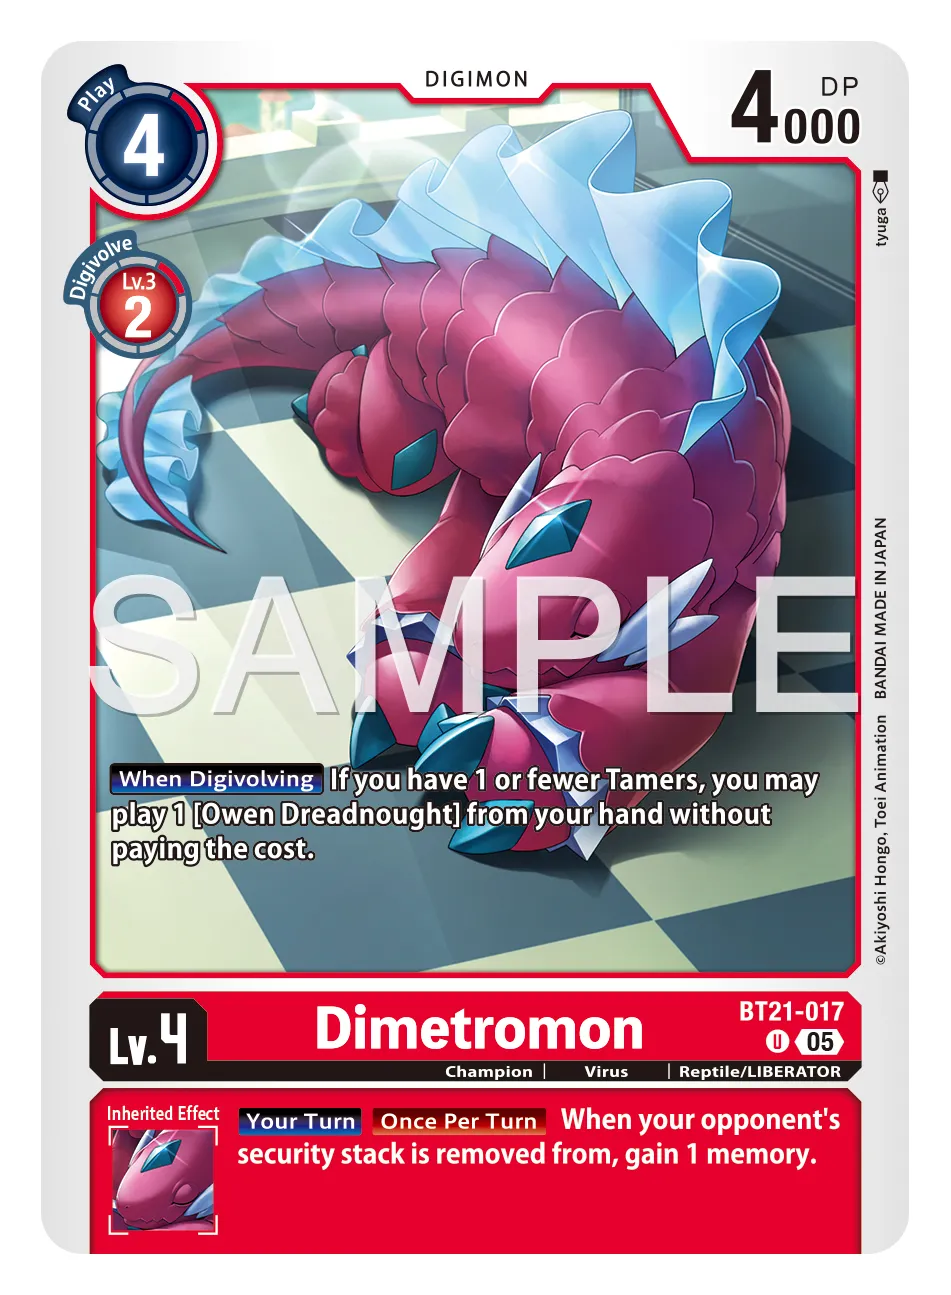 DIGIMON
Play
4
DP
4000
Digivolve
Lv.3
2
tyuga
SAMPLE
When Digivolving If you have 1 or fewer Tamers, you may
play 1 [Owen Dreadnought] from your hand without
paying the cost.
©Akiyoshi Hongo, Toei Animation BANDAI MADE IN JAPAN
Lv.4
Dimetromon
BT21-017
U 05
Champion | Virus | Reptile/LIBERATOR
Inherited Effect
Your Turn Once Per Turn When your opponent's
security stack is removed from, gain 1 memory.